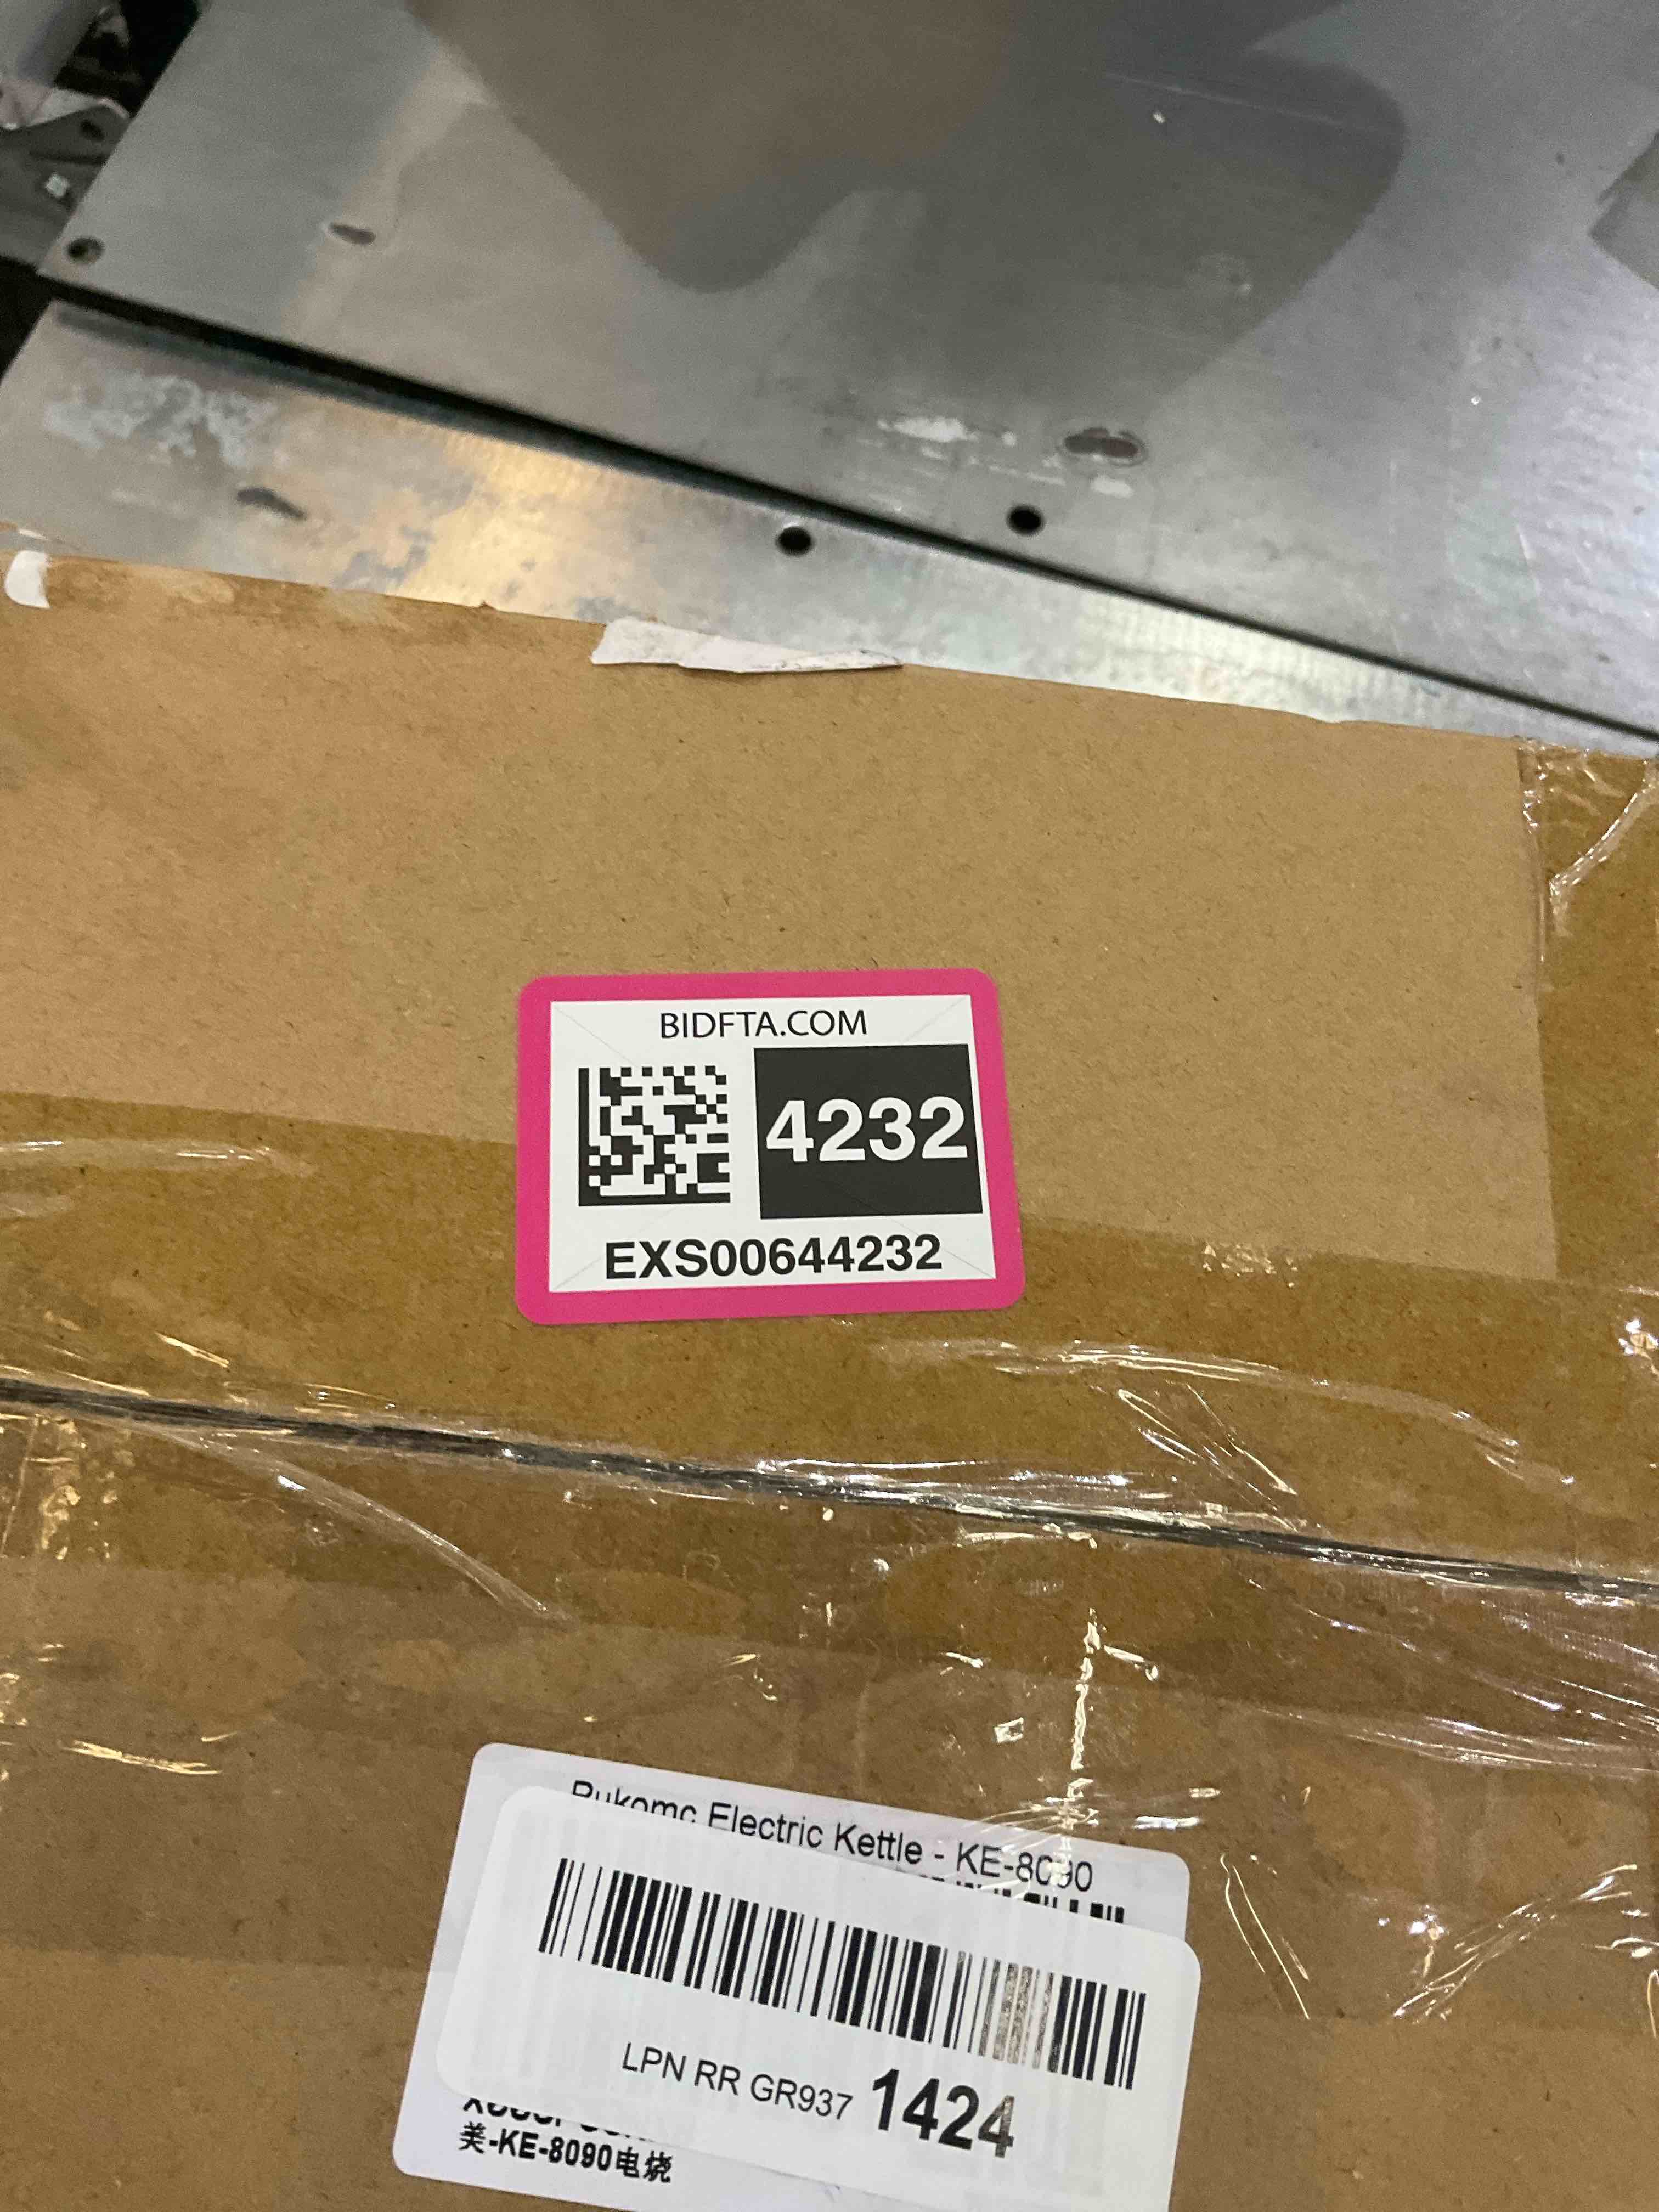 BIDFTA.COM
4232
EXS00644232
Electric Kettle - KE-8090
LPN RR GR937 1424
美-KE-8090电烧